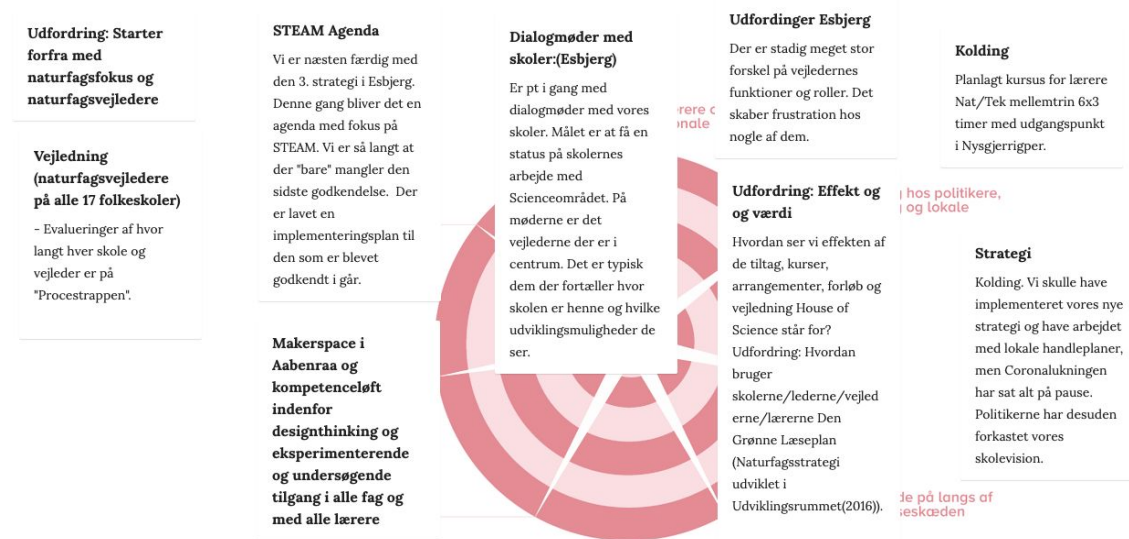 Udfordring: Starter
forfra med
naturfagsfokus og
naturfagsvejledere
Vejledning
(naturfagsvejledere
på alle 17 folkeskoler)
- Evalueringer af hvor
langt hver skole og
vejleder er på
"Procestrappen".
STEAM Agenda
Vi er næsten færdig med
den 3. strategi i Esbjerg.
Denne gang bliver det en
agenda med fokus på
STEAM. Vi er så langt at
der "bare" mangler den
sidste godkendelse. Der
er lavet en
implementeringsplan til
den som er blevet
godkendt i går.
Makerspace i
Aabenraa og
kompetenceløft
indenfor
designthinking og
eksperimenterende
og undersøgende
tilgang i alle fag og
med alle lærere
Dialogmøder med
skoler:(Esbjerg)
Er pt i gang med
dialogmøder med vores
skoler. Målet er at få en
status på skolernes
arbejde med
Scienceområdet. På
møderne er det
vejlederne der er i
centrum. Det er typisk
dem der fortæller hvor
skolen er henne og hvilke
udviklingsmuligheder de
ser.
Udfordinger Esbjerg
Der er stadig meget stor
forskel på vejledernes
funktioner og roller. Det
skaber frustration hos
nogle af dem.
Udfordring: Effekt og
og værdi
Hvordan ser vi effekten af
de tiltag, kurser,
arrangementer, forløb og
vejledning House of
Science står for?
Udfordring: Hvordan
bruger
skolerne/lederne/vejled
erne/lærerne Den
Grønne Læseplan
(Naturfagsstrategi
udviklet i
Udviklingsrummet(2016)).
Kolding
Planlagt kursus for lærere
Nat/Tek mellemtrin 6x3
timer med udgangspunkt
i Nysgjerrigper.
hos politikere,
og lokale
Strategi
Kolding. Vi skulle have
implementeret vores nye
strategi og have arbejdet
med lokale handleplaner,
men Coronalukningen
har sat alt på pause.
Politikerne har desuden
forkastet vores
skolevision.
på langs af